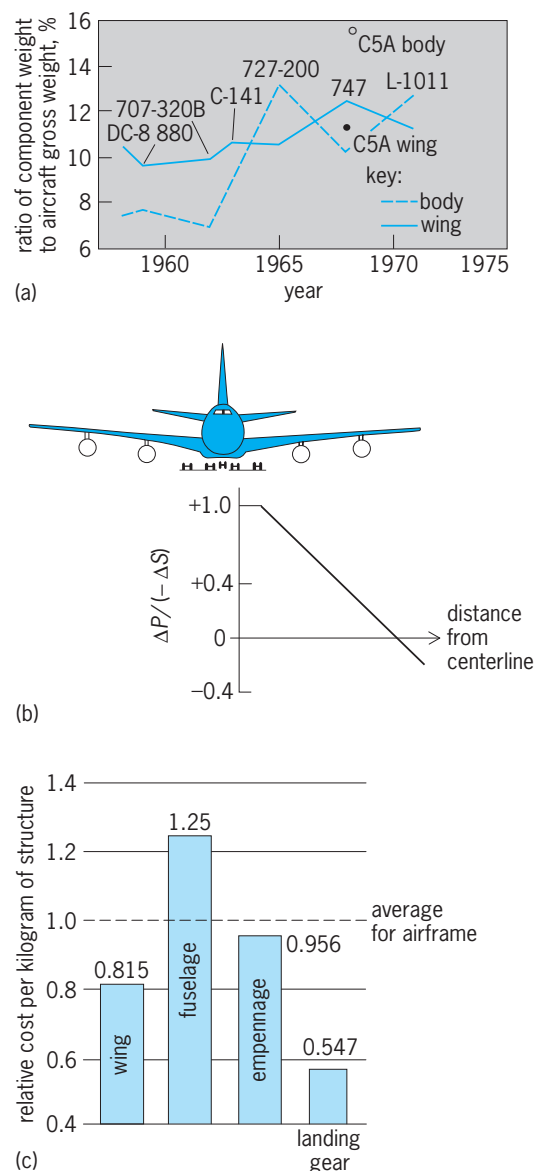 ratio of component weight
to aircraft gross weight, %
16
14
12
10
8
6
C5A body
727-200
C-141
707-320B
DC-8 880
747
L-1011
C5A wing
key:
body
wing
1960
1965
1970
1975
year
(a)
ΔP/(− ΔS)
+1.0
+0.4
0
−0.4
distance
from
centerline
(b)
relative cost per kilogram of structure
1.4
1.2
1.0
0.8
0.6
0.4
0.815
wing
1.25
fuselage
0.956
empennage
0.547
landing
gear
average
for airframe
(c)